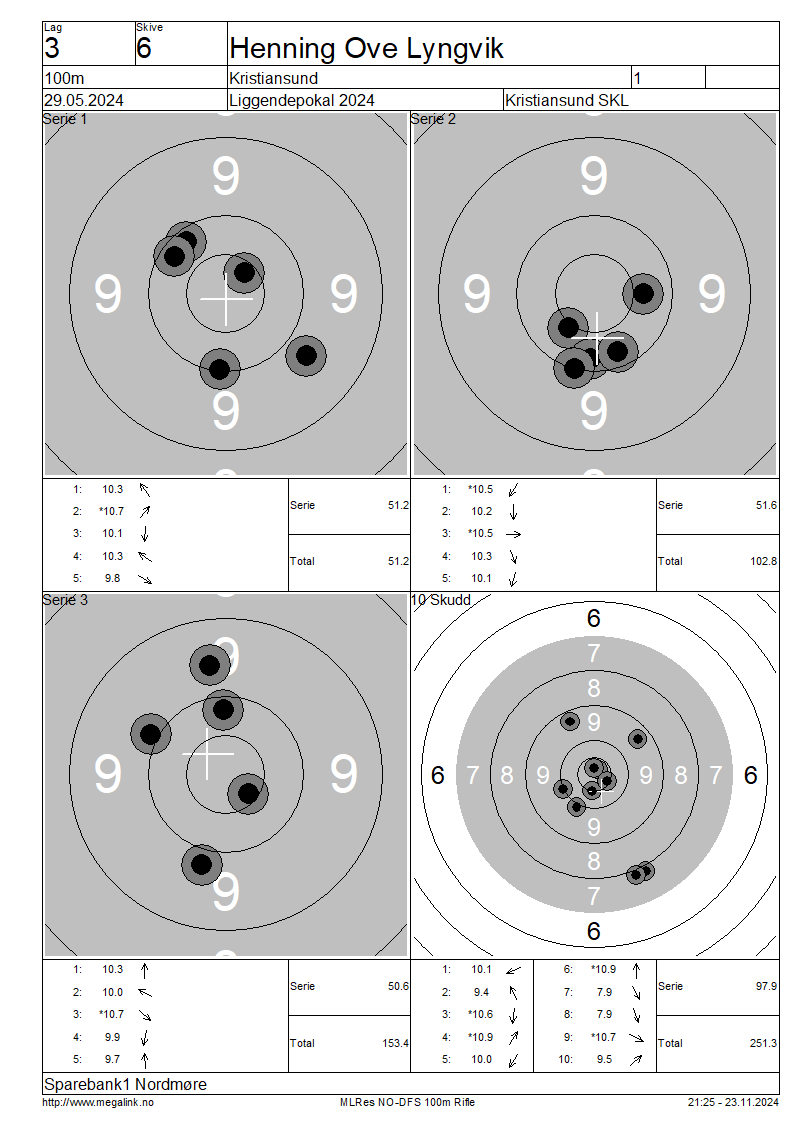 Lag Skive
3 6 Henning Ove Lyngvik
100m Kristiansund 1
29.05.2024 Liggendepokal 2024 Kristiansund SKL
Serie 1
9
9 9
9
Serie 2
9
9 9
9
1: 10.3
2: *10.7
3: 10.1
4: 10.3
5: 9.8
Serie 51.2
Total 51.2
1: *10.5
2: 10.2
3: *10.5
4: 10.3
5: 10.1
Serie 51.6
Total 102.8
Serie 3
9
9 9
9
10 Skudd
6
7
8
9
6 7 8 9 9 8 7 6
9
8
7
6
1: 10.3
2: 10.0
3: *10.7
4: 9.9
5: 9.7
Serie 50.6
Total 153.4
1: 10.1 6: *10.9
2: 9.4 7: 7.9
3: *10.6 8: 7.9
4: *10.9 9: *10.7
5: 10.0 10: 9.5
Serie 97.9
Total 251.3
Sparebank1 Nordmøre
http://www.megalink.no MLRes NO-DFS 100m Rifle 21:25 - 23.11.2024